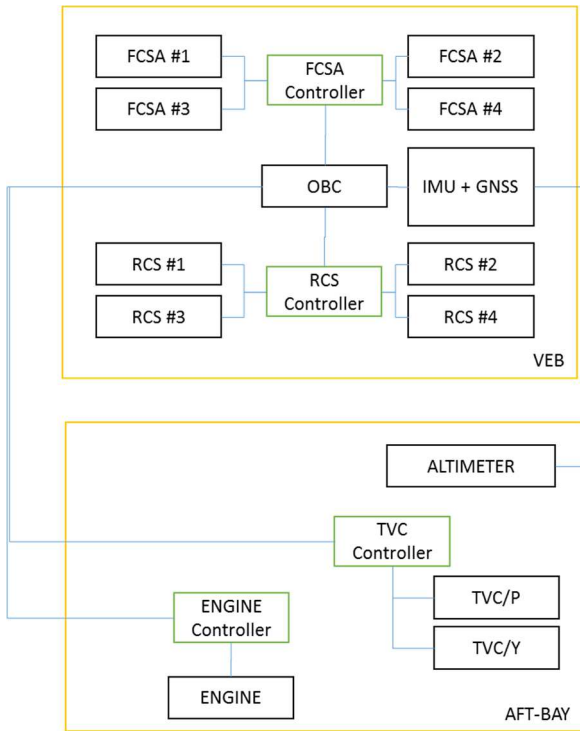 FCSA #1
FCSA
Controller
FCSA #2
FCSA #3
FCSA #4
OBC
IMU + GNSS
RCS #1
RCS
Controller
RCS #2
RCS #3
RCS #4
VEB
ALTIMETER
TVC
Controller
TVC/P
ENGINE
Controller
TVC/Y
ENGINE
AFT-BAY